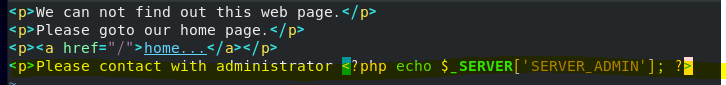 <p>We can not find out this web page.</p>
<p>Please goto our home page.</p>
<p><a href="/">home...</a></p>
<p>Please contact with administrator <?php echo $_SERVER['SERVER_ADMIN']; ?>
~